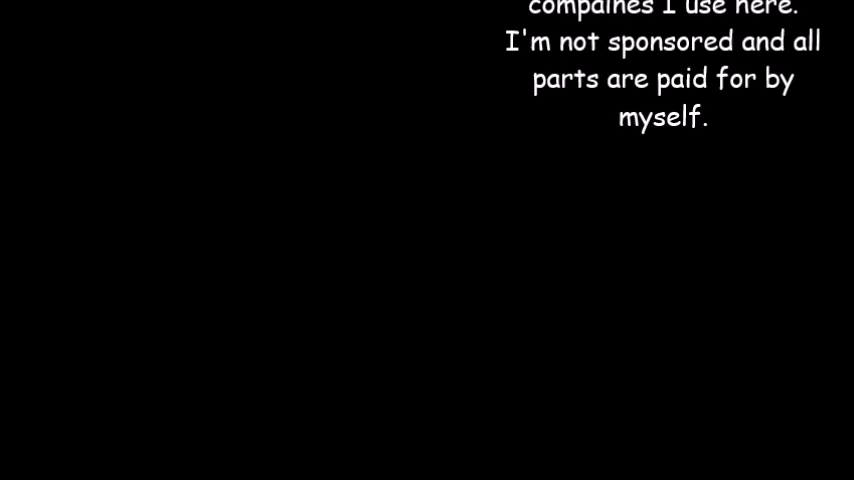 compaines I use here.
I'm not sponsored and all
parts are paid for by
myself.